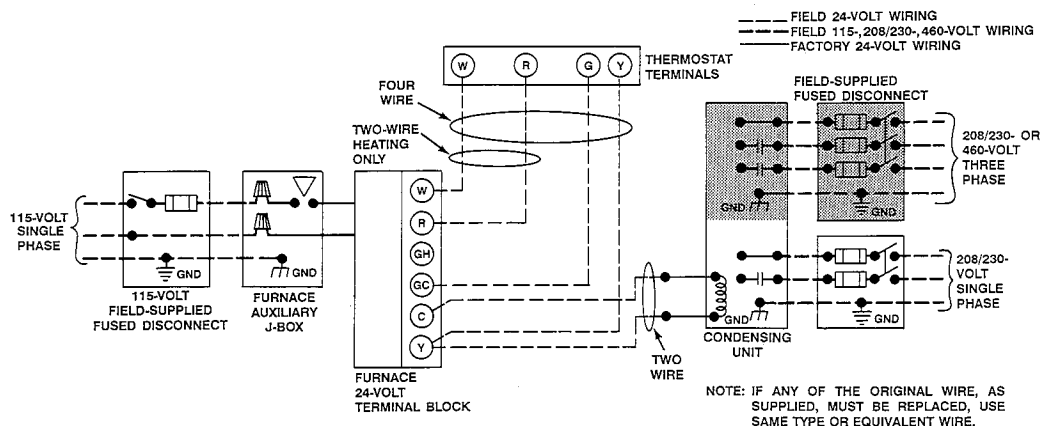 FIELD 24-VOLT WIRING
FIELD 115-,208/230-,460-VOLT WIRING
FACTORY 24-VOLT WIRING
W
R
G
Y
THERMOSTAT
TERMINALS
FOUR
WIRE
TWO-WIRE
HEATING
ONLY
FIELD-SUPPLIED
FUSED DISCONNECT
208/230- OR
460-VOLT
THREE
PHASE
GND
GND
115-VOLT
SINGLE
PHASE
GND
GND
115-VOLT
FIELD-SUPPLIED
FUSED DISCONNECT
FURNACE
AUXILIARY
J-BOX
W
R
GH
GC
C
Y
FURNACE
24-VOLT
TERMINAL BLOCK
TWO
WIRE
GND
CONDENSING
UNIT
GND
208/230-
VOLT
SINGLE
PHASE
NOTE: IF ANY OF THE ORIGINAL WIRE, AS
SUPPLIED, MUST BE REPLACED, USE
SAME TYPE OR EQUIVALENT WIRE.